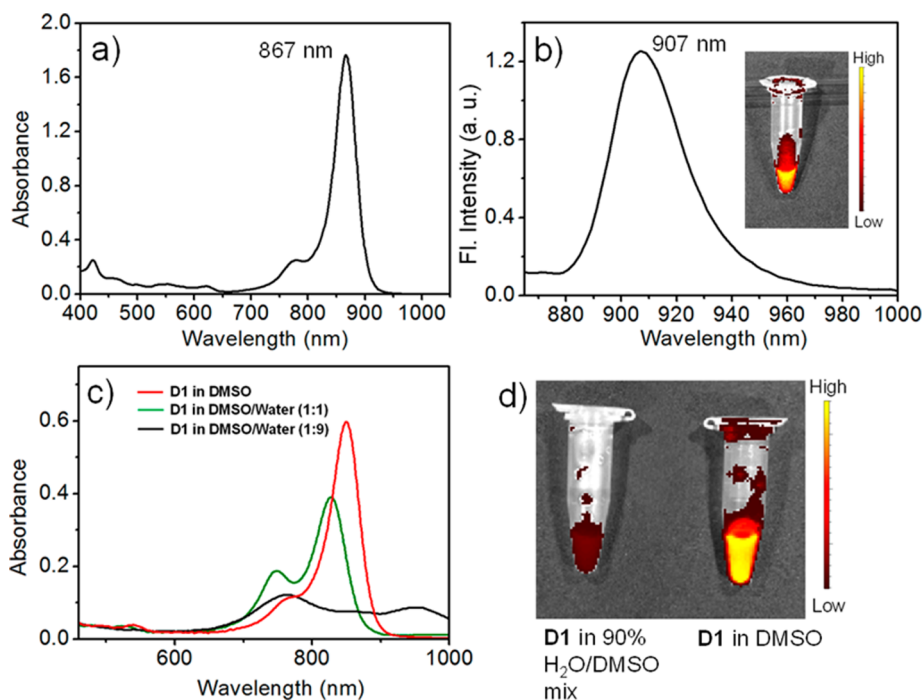 a)
867 nm
2.0
1.6
1.2
0.8
0.4
0.0
Absorbance
400 500 600 700 800 900 1000
Wavelength (nm)
b)
907 nm
1.2
0.9
0.6
0.3
0.0
Fl. Intensity (a. u.)
880 900 920 940 960 980 1000
Wavelength (nm)
High
Low
c)
D1 in DMSO
D1 in DMSO/Water (1:1)
D1 in DMSO/Water (1:9)
0.6
0.4
0.2
0.0
Absorbance
600 800 1000
Wavelength (nm)
d)
High
Low
D1 in 90%
H₂O/DMSO
mix
D1 in DMSO